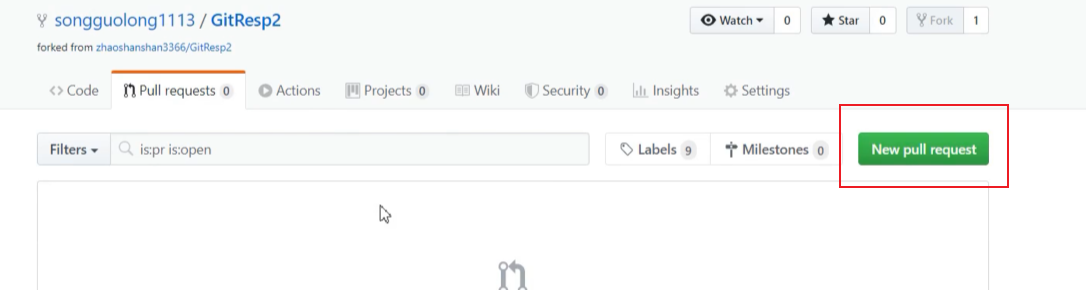 songguolong1113 / GitResp2 Watch 0 Star 0 Fork 1
forked from zhaoshanshan3366/GitResp2
Code Pull requests 0 Actions Projects 0 Wiki Security 0 Insights Settings
Filters is:pr is:open Labels 9 Milestones 0 New pull request